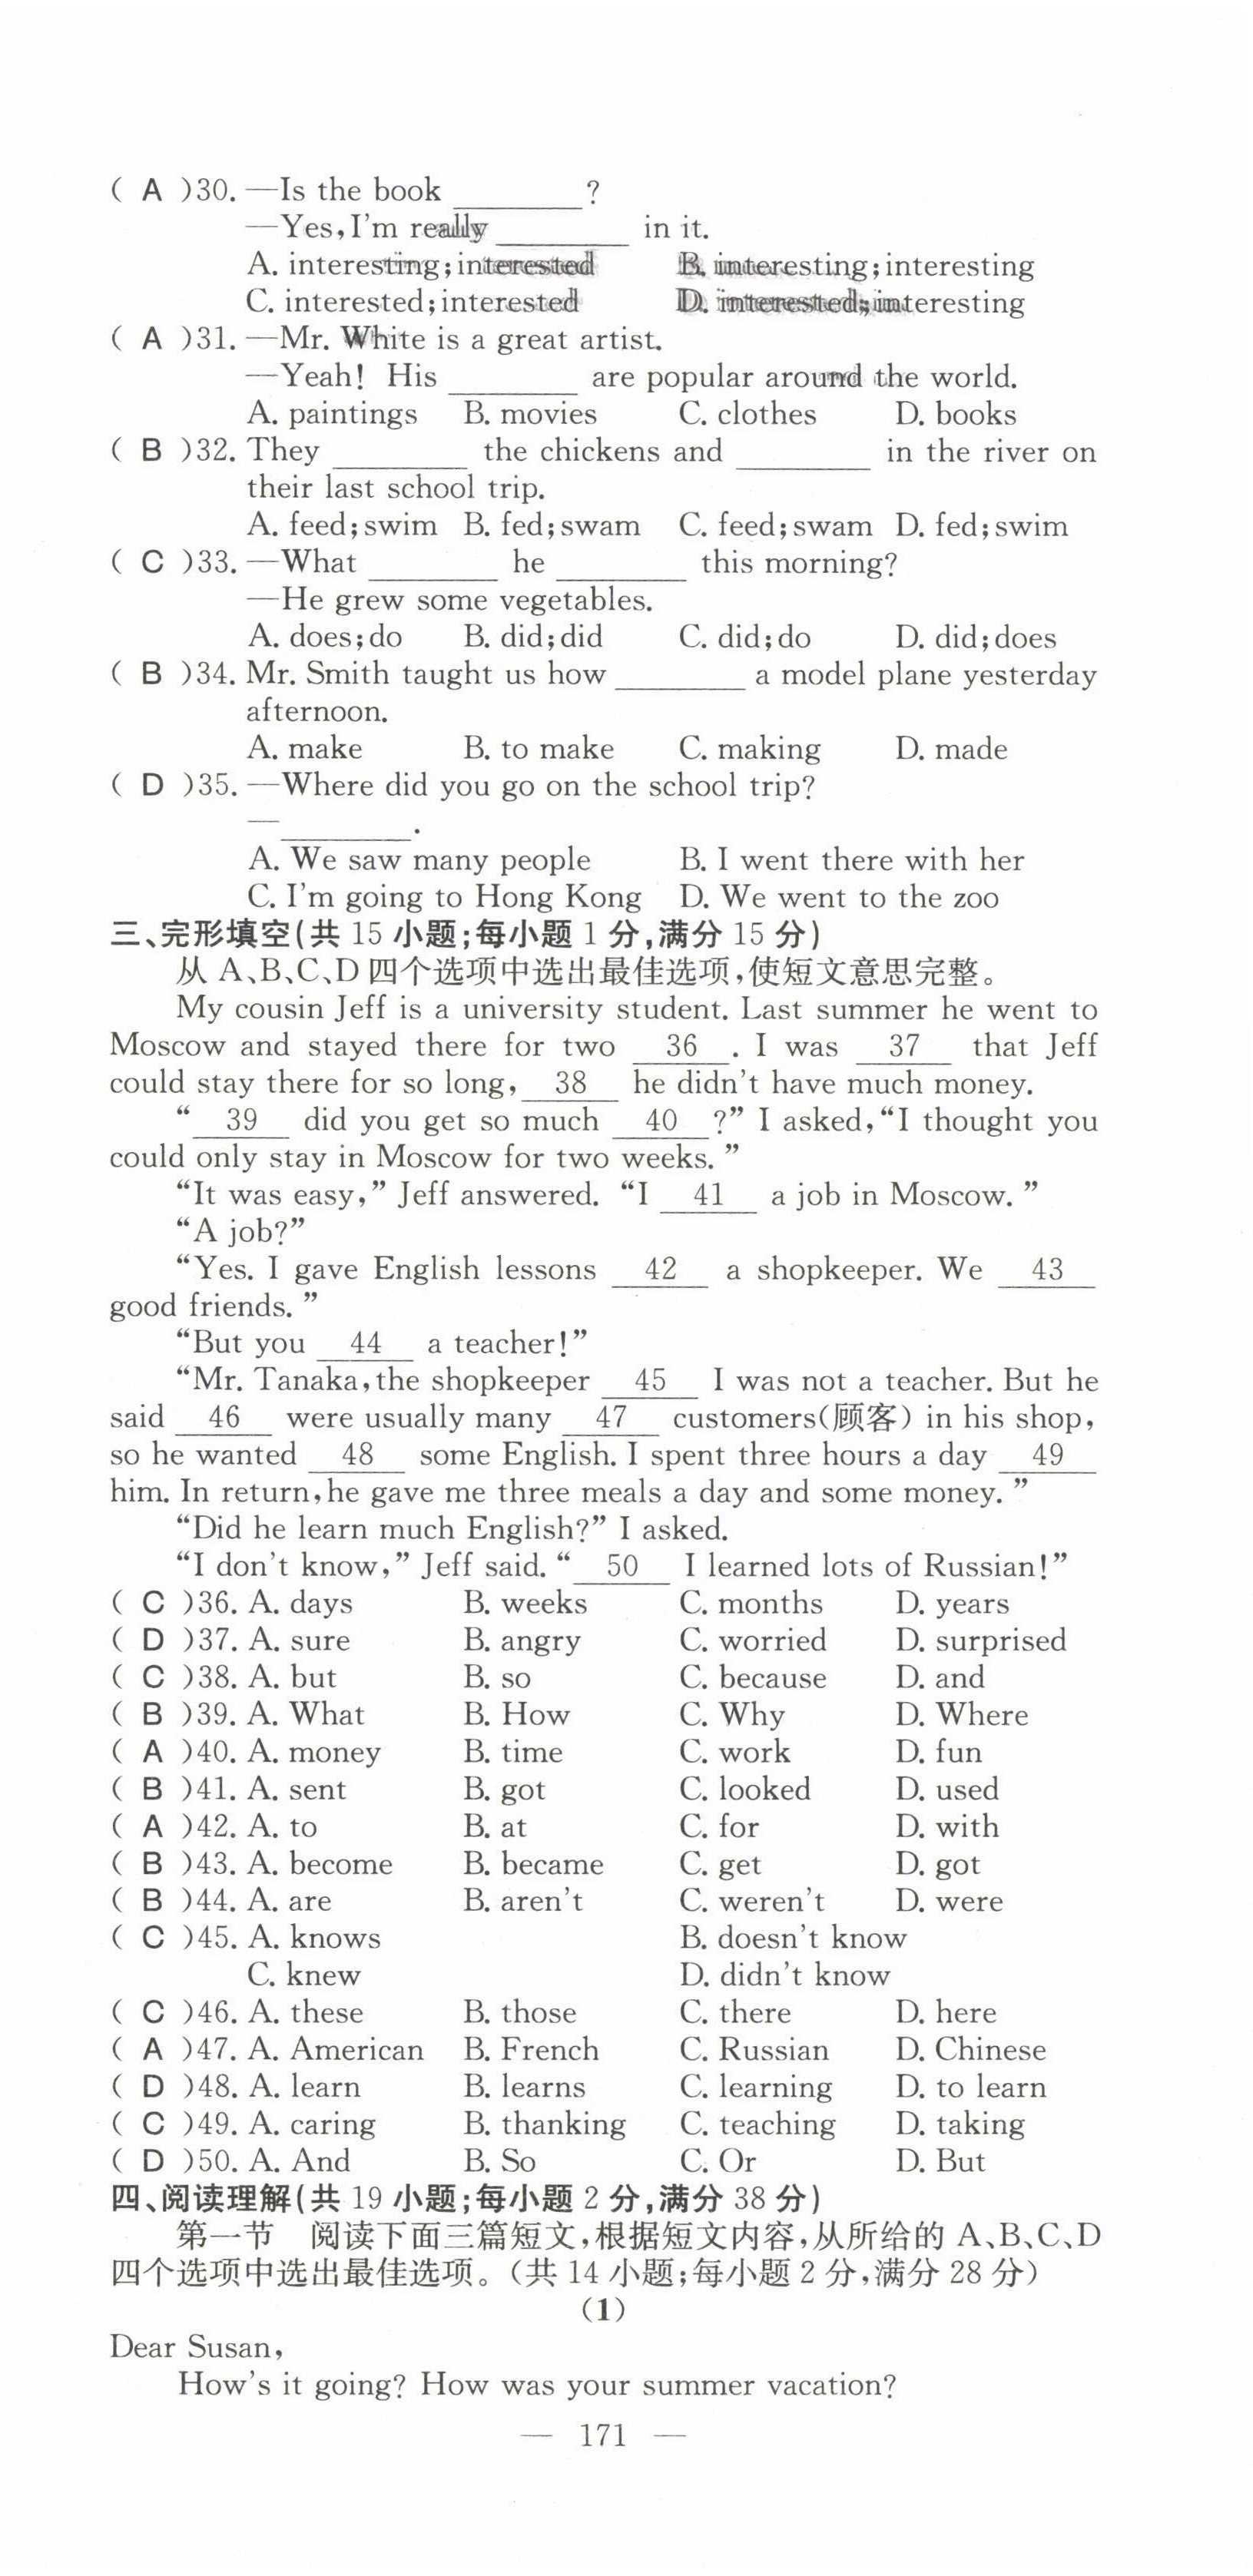 ( A )30. —Is the book ________ ?
—Yes,I'm really ________ in it.
A. interesting;interested B. interesting;interesting
C. interested;interested D. interested;interesting
( A )31. —Mr. White is a great artist.
—Yeah! His ________ are popular around the world.
A. paintings B. movies C. clothes D. books
( B )32. They ________ the chickens and ________ in the river on
their last school trip.
A. feed;swim B. fed;swam C. feed;swam D. fed;swim
( C )33. —What ________ he ________ this morning?
—He grew some vegetables.
A. does;do B. did;did C. did;do D. did;does
( B )34. Mr. Smith taught us how ________ a model plane yesterday
afternoon.
A. make B. to make C. making D. made
( D )35. —Where did you go on the school trip?
— ________ .
A. We saw many people B. I went there with her
C. I'm going to Hong Kong D. We went to the zoo
三、完形填空(共 15 小题;每小题 1 分,满分 15 分)
从 A、B、C、D 四个选项中选出最佳选项,使短文意思完整。
My cousin Jeff is a university student. Last summer he went to
Moscow and stayed there for two 36 . I was 37 that Jeff
could stay there for so long, 38 he didn't have much money.
“ 39 did you get so much 40 ?” I asked,“I thought you
could only stay in Moscow for two weeks. ”
“It was easy,” Jeff answered. “I 41 a job in Moscow. ”
“A job?”
“Yes. I gave English lessons 42 a shopkeeper. We 43
good friends. ”
“But you 44 a teacher!”
“Mr. Tanaka,the shopkeeper 45 I was not a teacher. But he
said 46 were usually many 47 customers(顾客) in his shop,
so he wanted 48 some English. I spent three hours a day 49
him. In return,he gave me three meals a day and some money. ”
“Did he learn much English?” I asked.
“I don't know,” Jeff said. “ 50 I learned lots of Russian!”
( C )36. A. days B. weeks C. months D. years
( D )37. A. sure B. angry C. worried D. surprised
( C )38. A. but B. so C. because D. and
( B )39. A. What B. How C. Why D. Where
( A )40. A. money B. time C. work D. fun
( B )41. A. sent B. got C. looked D. used
( A )42. A. to B. at C. for D. with
( B )43. A. become B. became C. get D. got
( B )44. A. are B. aren't C. weren't D. were
( C )45. A. knows B. doesn't know
C. knew D. didn't know
( C )46. A. these B. those C. there D. here
( A )47. A. American B. French C. Russian D. Chinese
( D )48. A. learn B. learns C. learning D. to learn
( C )49. A. caring B. thanking C. teaching D. taking
( D )50. A. And B. So C. Or D. But
四、阅读理解(共 19 小题;每小题 2 分,满分 38 分)
第一节 阅读下面三篇短文,根据短文内容,从所给的 A、B、C、D
四个选项中选出最佳选项。(共 14 小题;每小题 2 分,满分 28 分)
(1)
Dear Susan,
How's it going? How was your summer vacation?
— 171 —